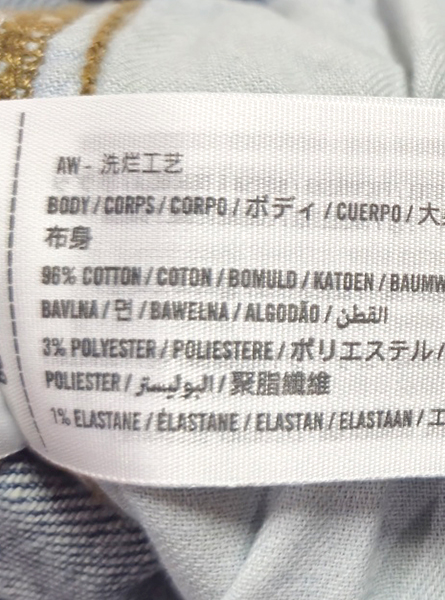 AW - 洗烂工艺
BODY / CORPS / CORPO / ボディ / CUERPO / 大
布身
96% COTTON / COTON / BOMULD / KATOEN / BAUMW
BAVLNA / 면 / BAWEŁNA / ALGODÃO / القطن
3% POLYESTER / POLIESTERE / ポリエステル /
POLIESTER / البوليستر / 聚脂纖維
1% ELASTANE / ÉLASTANE / ELASTAN / ELASTAAN /